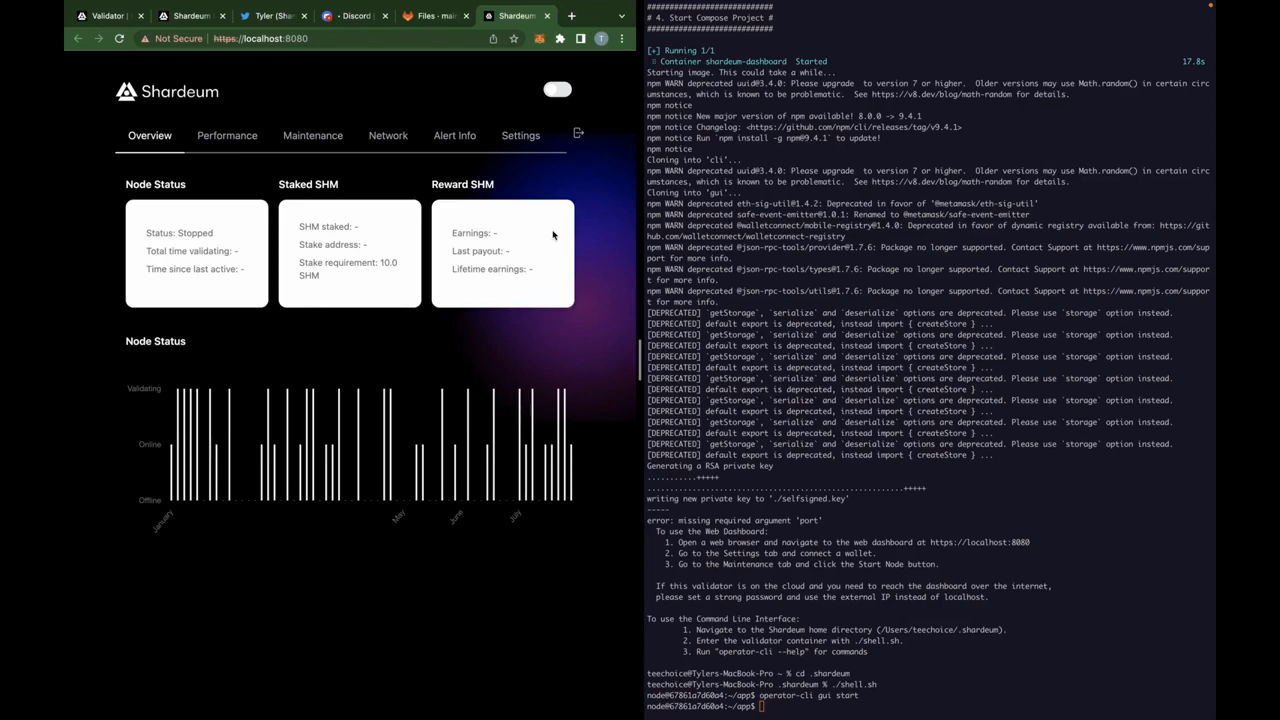 Validator |
Shardeum
Tyler (Sha
• Discord
Files · mai
Shardeum
Not Secure
https://localhost:8080
T
Shardeum
Overview
Performance
Maintenance
Network
Alert Info
Settings
Node Status
Staked SHM
Reward SHM
Status: Stopped
Total time validating: -
Time since last active: -
SHM staked: -
Stake address: -
Stake requirement: 10.0
SHM
Earnings: -
Last payout: -
Lifetime earnings: -
Node Status
Validating
Online
Offline
January
May
June
July
############################
# 4. Start Compose Project #
############################
[+] Running 1/1
⠿ Container shardeum-dashboard  Started 17.8s
Starting image. This could take a while...
npm WARN deprecated uuid@3.4.0: Please upgrade  to version 7 or higher.  Older versions may use Math.random() in certain circ
umstances, which is known to be problematic.  See https://v8.dev/blog/math-random for details.
npm notice
npm notice New major version of npm available! 8.0.0 -> 9.4.1
npm notice Changelog: <https://github.com/npm/cli/releases/tag/v9.4.1>
npm notice Run `npm install -g npm@9.4.1` to update!
npm notice
Cloning into 'cli'...
npm WARN deprecated uuid@3.4.0: Please upgrade  to version 7 or higher.  Older versions may use Math.random() in certain circ
umstances, which is known to be problematic.  See https://v8.dev/blog/math-random for details.
Cloning into 'gui'...
npm WARN deprecated eth-sig-util@1.4.2: Deprecated in favor of '@metamask/eth-sig-util'
npm WARN deprecated safe-event-emitter@1.0.1: Renamed to @metamask/safe-event-emitter
npm WARN deprecated @walletconnect/mobile-registry@1.4.0: Deprecated in favor of dynamic registry available from: https://git
hub.com/walletconnect/walletconnect-registry
npm WARN deprecated @json-rpc-tools/provider@1.7.6: Package no longer supported. Contact Support at https://www.npmjs.com/sup
port for more info.
npm WARN deprecated @json-rpc-tools/types@1.7.6: Package no longer supported. Contact Support at https://www.npmjs.com/suppor
t for more info.
npm WARN deprecated @json-rpc-tools/utils@1.7.6: Package no longer supported. Contact Support at https://www.npmjs.com/suppor
t for more info.
[DEPRECATED] `getStorage`, `serialize` and `deserialize` options are deprecated. Please use `storage` option instead.
[DEPRECATED] default export is deprecated, instead import { createStore } ...
[DEPRECATED] `getStorage`, `serialize` and `deserialize` options are deprecated. Please use `storage` option instead.
[DEPRECATED] default export is deprecated, instead import { createStore } ...
[DEPRECATED] `getStorage`, `serialize` and `deserialize` options are deprecated. Please use `storage` option instead.
[DEPRECATED] default export is deprecated, instead import { createStore } ...
[DEPRECATED] `getStorage`, `serialize` and `deserialize` options are deprecated. Please use `storage` option instead.
[DEPRECATED] default export is deprecated, instead import { createStore } ...
[DEPRECATED] `getStorage`, `serialize` and `deserialize` options are deprecated. Please use `storage` option instead.
[DEPRECATED] default export is deprecated, instead import { createStore } ...
[DEPRECATED] `getStorage`, `serialize` and `deserialize` options are deprecated. Please use `storage` option instead.
[DEPRECATED] default export is deprecated, instead import { createStore } ...
[DEPRECATED] `getStorage`, `serialize` and `deserialize` options are deprecated. Please use `storage` option instead.
[DEPRECATED] default export is deprecated, instead import { createStore } ...
Generating a RSA private key
...........+++++
.........................................................+++++
writing new private key to './selfsigned.key'
-----
error: missing required argument 'port'
To use the Web Dashboard:
1. Open a web browser and navigate to the web dashboard at https://localhost:8080
2. Go to the Settings tab and connect a wallet.
3. Go to the Maintenance tab and click the Start Node button.
If this validator is on the cloud and you need to reach the dashboard over the internet,
please set a strong password and use the external IP instead of localhost.
To use the Command Line Interface:
1. Navigate to the Shardeum home directory (/Users/teechoice/.shardeum).
2. Enter the validator container with ./shell.sh.
3. Run "operator-cli --help" for commands
teechoice@Tylers-MacBook-Pro ~ % cd .shardeum
teechoice@Tylers-MacBook-Pro .shardeum % ./shell.sh
node@67861a7d60a4:~/app$ operator-cli gui start
node@67861a7d60a4:~/app$